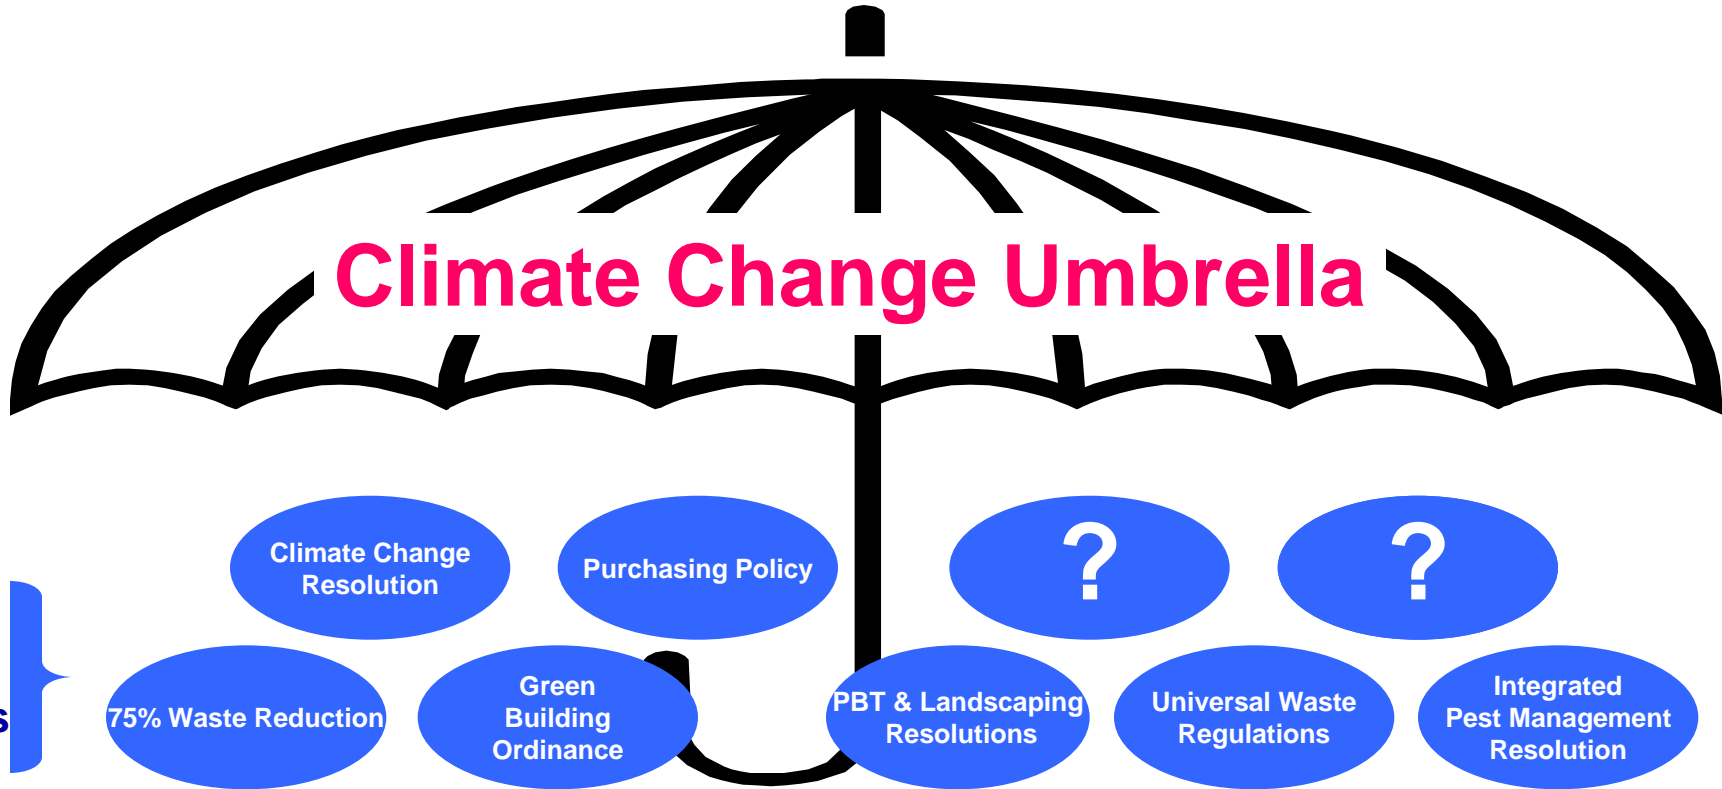 Climate Change Umbrella
Climate Change
Resolution
Purchasing Policy
?
?
s
75% Waste Reduction
Green
Building
Ordinance
PBT & Landscaping
Resolutions
Universal Waste
Regulations
Integrated
Pest Management
Resolution